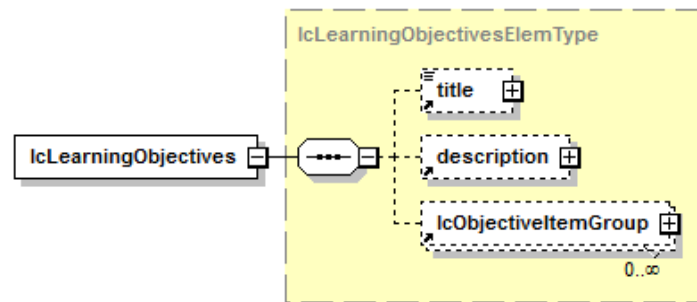 lcLearningObjectivesElemType
title
lcLearningObjectives
description
lcObjectiveItemGroup
0..∞